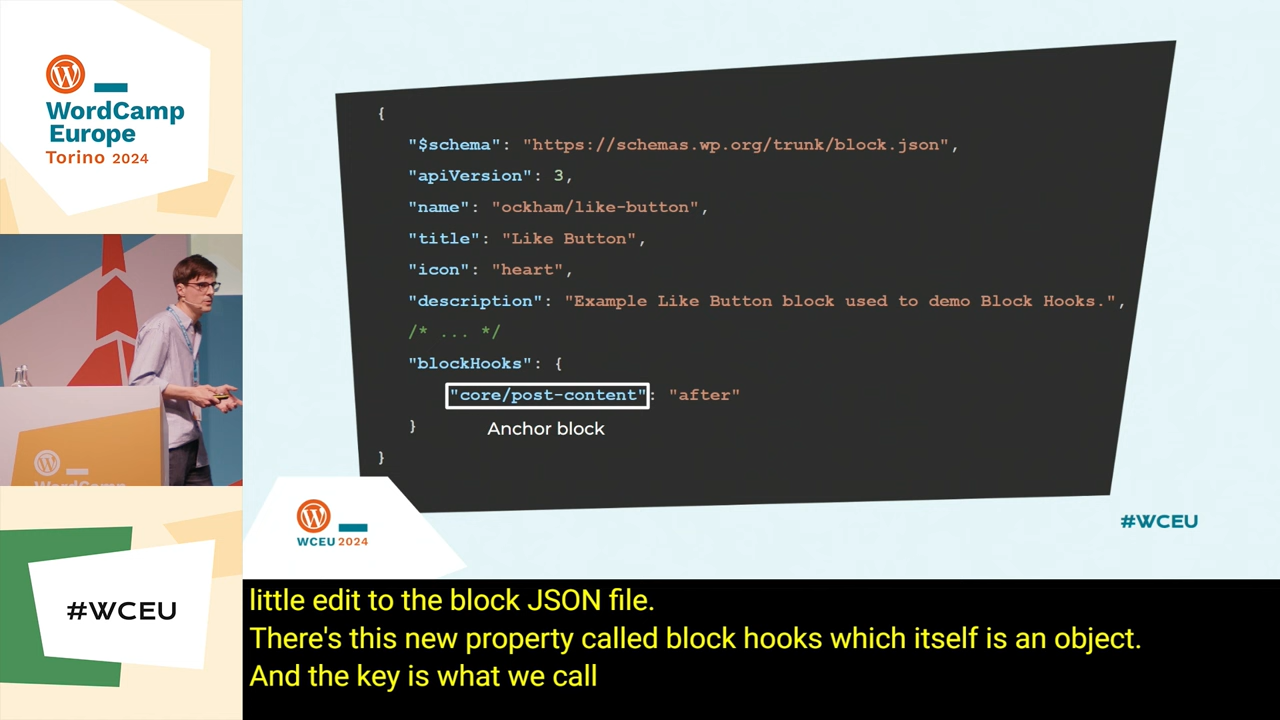 WordCamp
Europe
Torino 2024
{
"$schema": "https://schemas.wp.org/trunk/block.json",
"apiVersion": 3,
"name": "ockham/like-button",
"title": "Like Button",
"icon": "heart",
"description": "Example Like Button block used to demo Block Hooks.",
/* ... */
"blockHooks": {
"core/post-content": "after"
}
Anchor block
}
WordCamp
WCEU 2024
#WCEU
#WCEU
little edit to the block JSON file.
There's this new property called block hooks which itself is an object.
And the key is what we call